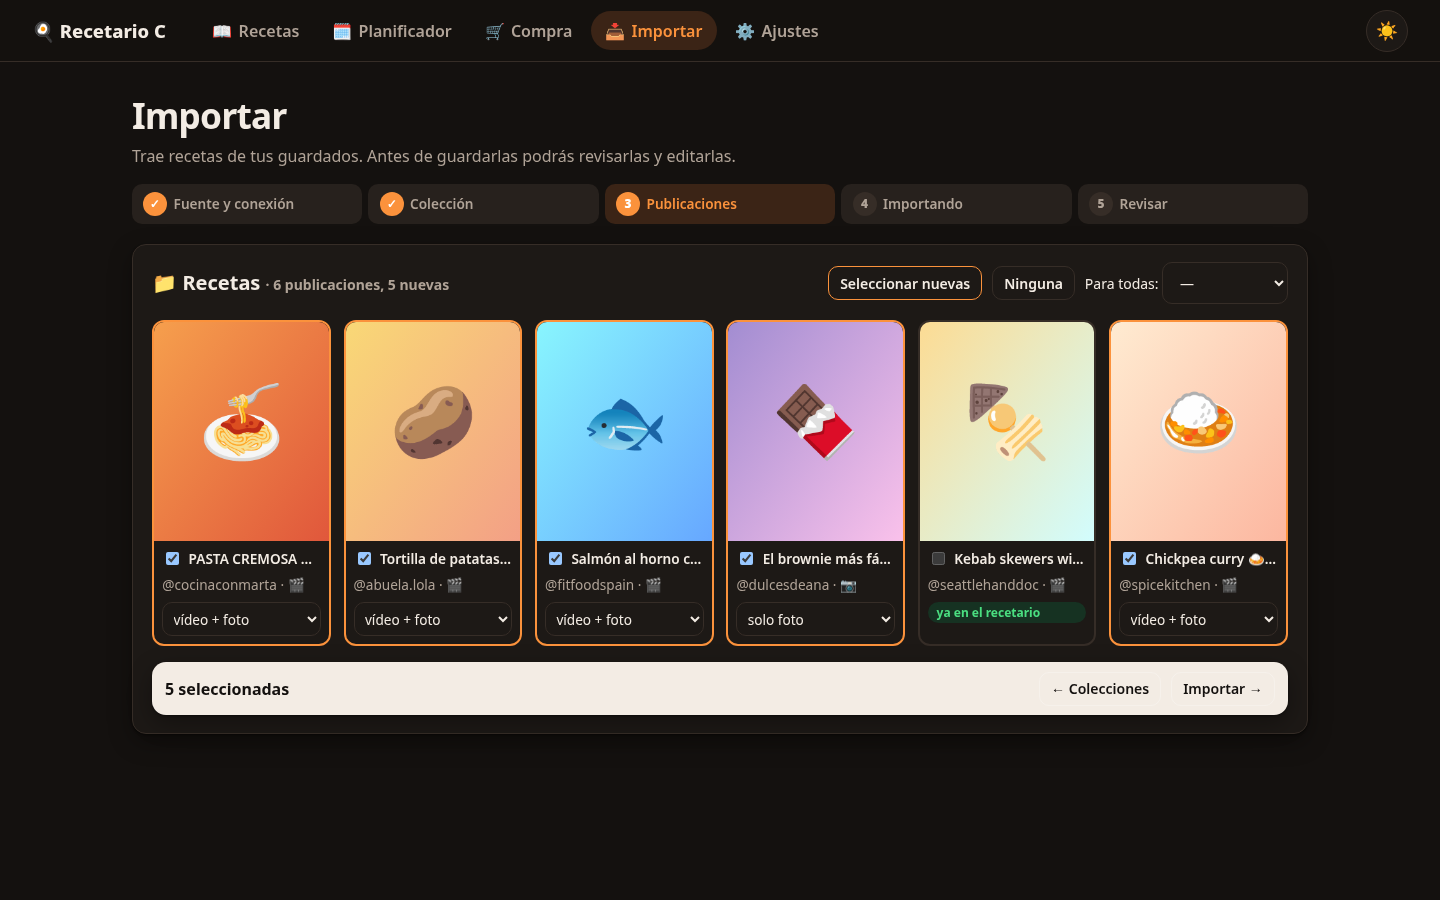 Recetario C
Recetas
Planificador
Compra
Importar
Ajustes
Importar
Trae recetas de tus guardados. Antes de guardarlas podrás revisarlas y editarlas.
✓ Fuente y conexión
✓ Colección
3 Publicaciones
4 Importando
5 Revisar
Recetas · 6 publicaciones, 5 nuevas
Seleccionar nuevas
Ninguna
Para todas: —
PASTA CREMOSA ...
@cocinaconmarta ·
vídeo + foto
Tortilla de patatas...
@abuela.lola ·
vídeo + foto
Salmón al horno c...
@fitfoodspain ·
vídeo + foto
El brownie más fá...
@dulcesdeana ·
solo foto
Kebab skewers wi...
@seattlehanddoc ·
ya en el recetario
Chickpea curry 🍛...
@spicekitchen ·
vídeo + foto
5 seleccionadas
← Colecciones
Importar →